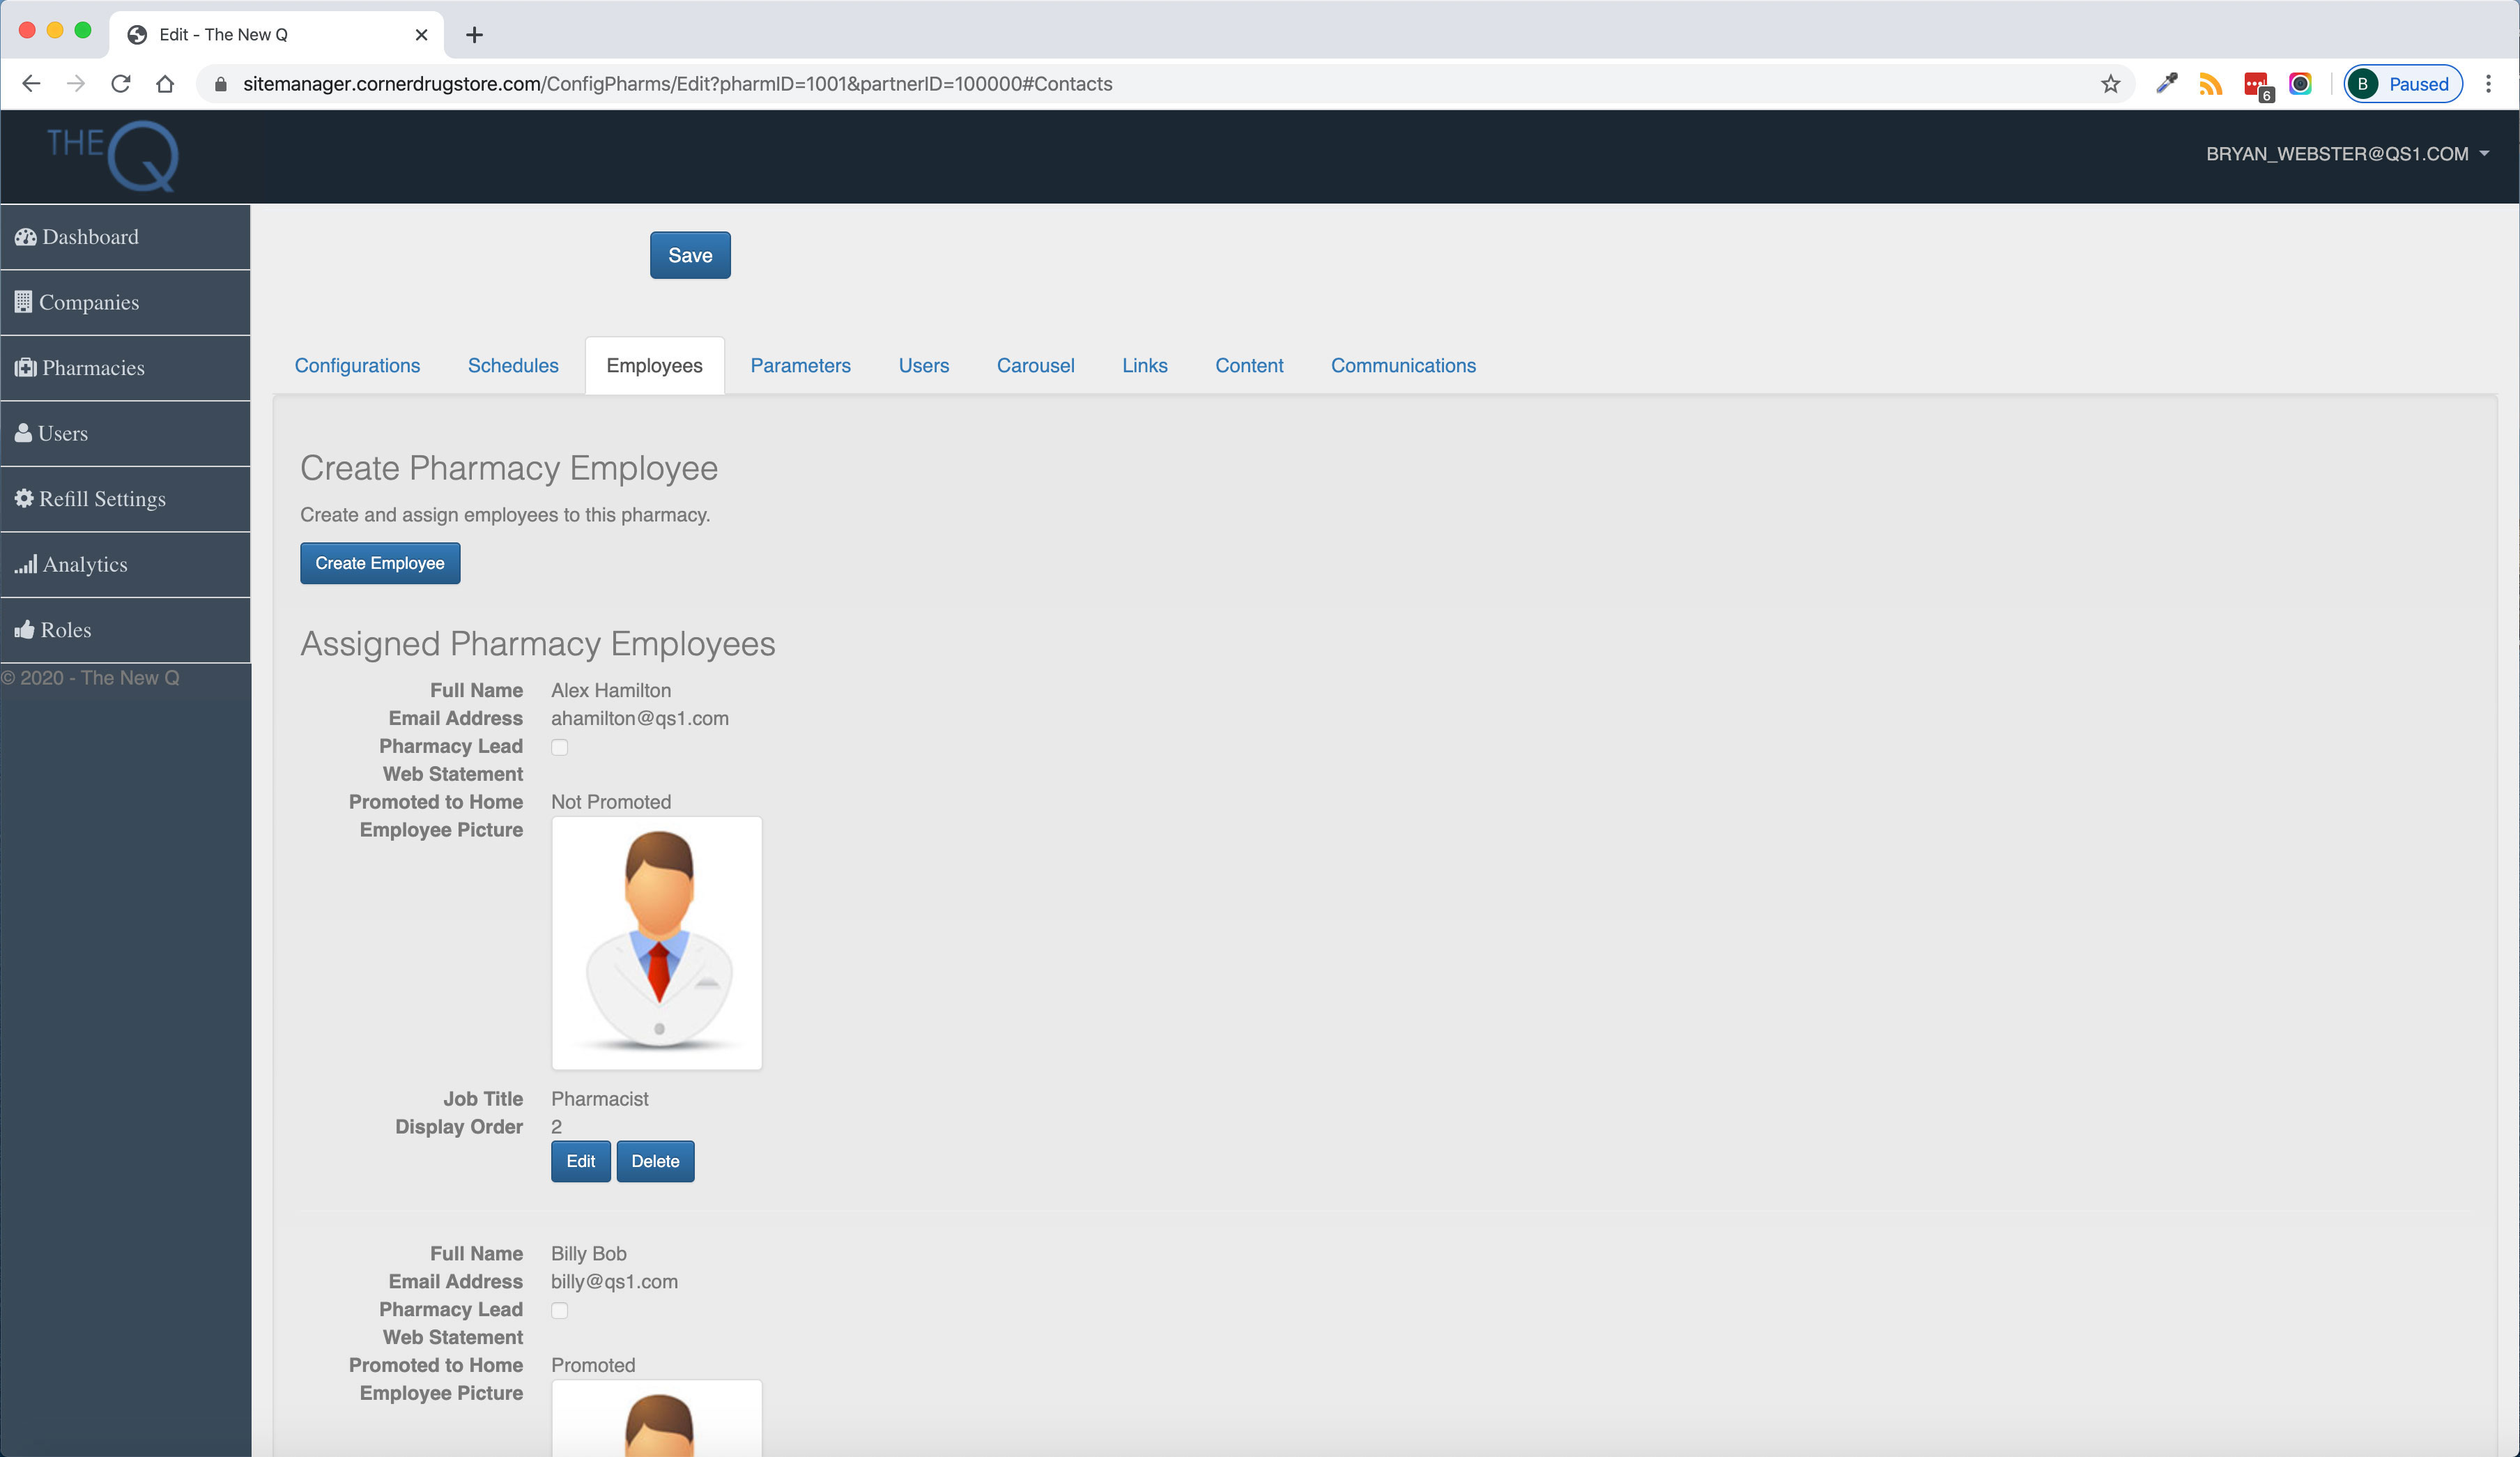 Edit - The New Q
sitemanager.cornerdrugstore.com/ConfigPharms/Edit?pharmID=1001&partnerID=100000#Contacts
6
B Paused
THE Q
BRYAN_WEBSTER@QS1.COM
Dashboard
Companies
Pharmacies
Users
Refill Settings
Analytics
Roles
© 2020 - The New Q
Save
Configurations Schedules Employees Parameters Users Carousel Links Content Communications
Create Pharmacy Employee
Create and assign employees to this pharmacy.
Create Employee
Assigned Pharmacy Employees
Full Name Alex Hamilton
Email Address ahamilton@qs1.com
Pharmacy Lead
Web Statement
Promoted to Home Not Promoted
Employee Picture
Job Title Pharmacist
Display Order 2
Edit Delete
Full Name Billy Bob
Email Address billy@qs1.com
Pharmacy Lead
Web Statement
Promoted to Home Promoted
Employee Picture